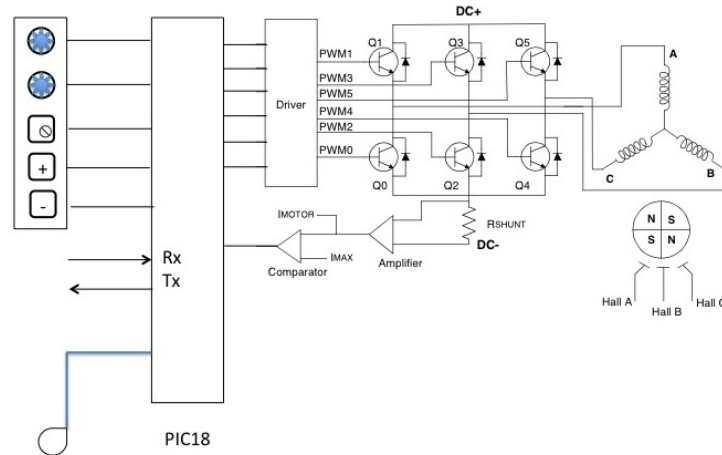 DC+
Q1
Q3
Q5
PWM1
PWM3
PWM5
PWM4
PWM2
PWM0
Driver
A
+
-
Q0
Q2
Q4
C
B
IMOTOR
RSHUNT
DC-
IMAX
Comparator
Amplifier
N S
S N
Rx
Tx
Hall A
Hall B
Hall C
PIC18